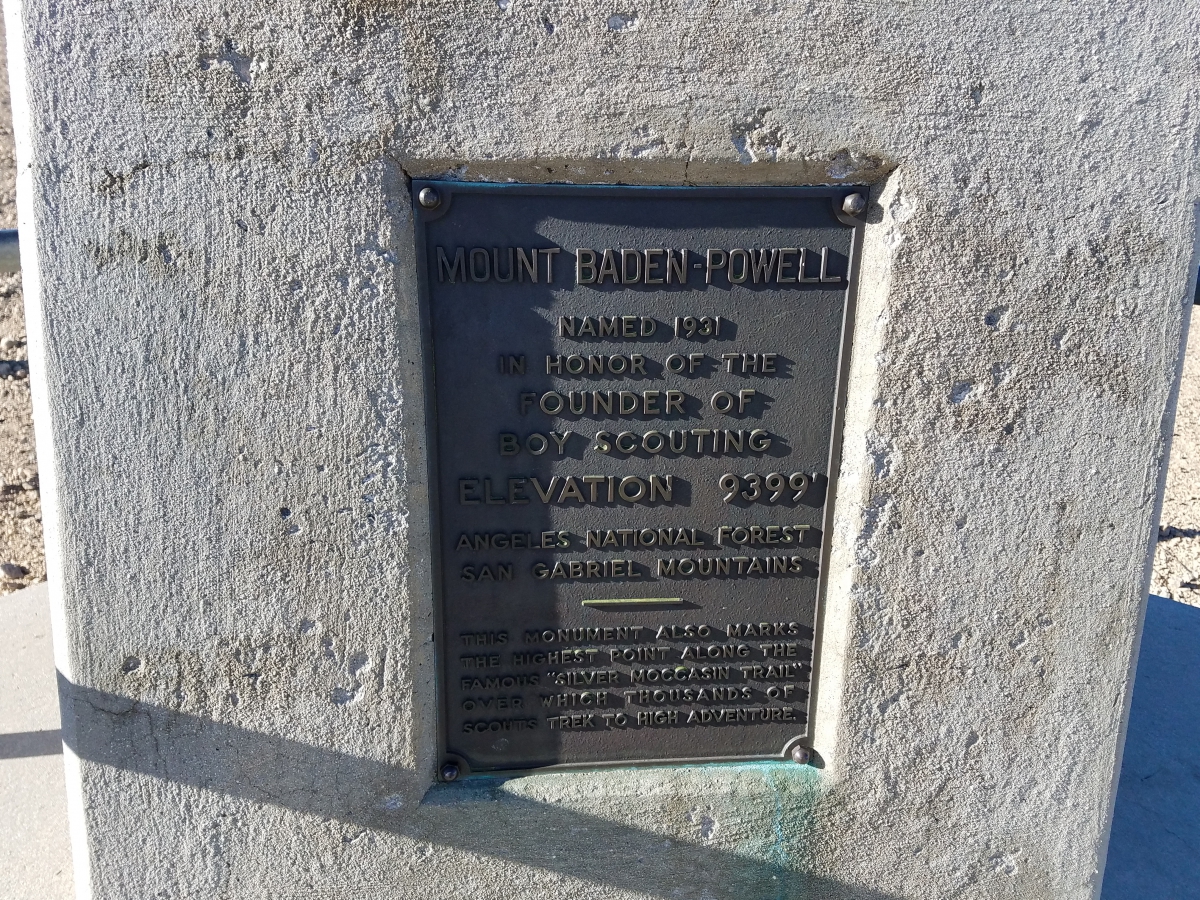 MOUNT BADEN-POWELL
NAMED 1931
IN HONOR OF THE
FOUNDER OF
BOY SCOUTING
ELEVATION 9399'
ANGELES NATIONAL FOREST
SAN GABRIEL MOUNTAINS
THIS MONUMENT ALSO MARKS
THE HIGHEST POINT ALONG THE
FAMOUS "SILVER MOCCASIN TRAIL"
OVER WHICH THOUSANDS OF
SCOUTS TREK TO HIGH ADVENTURE.